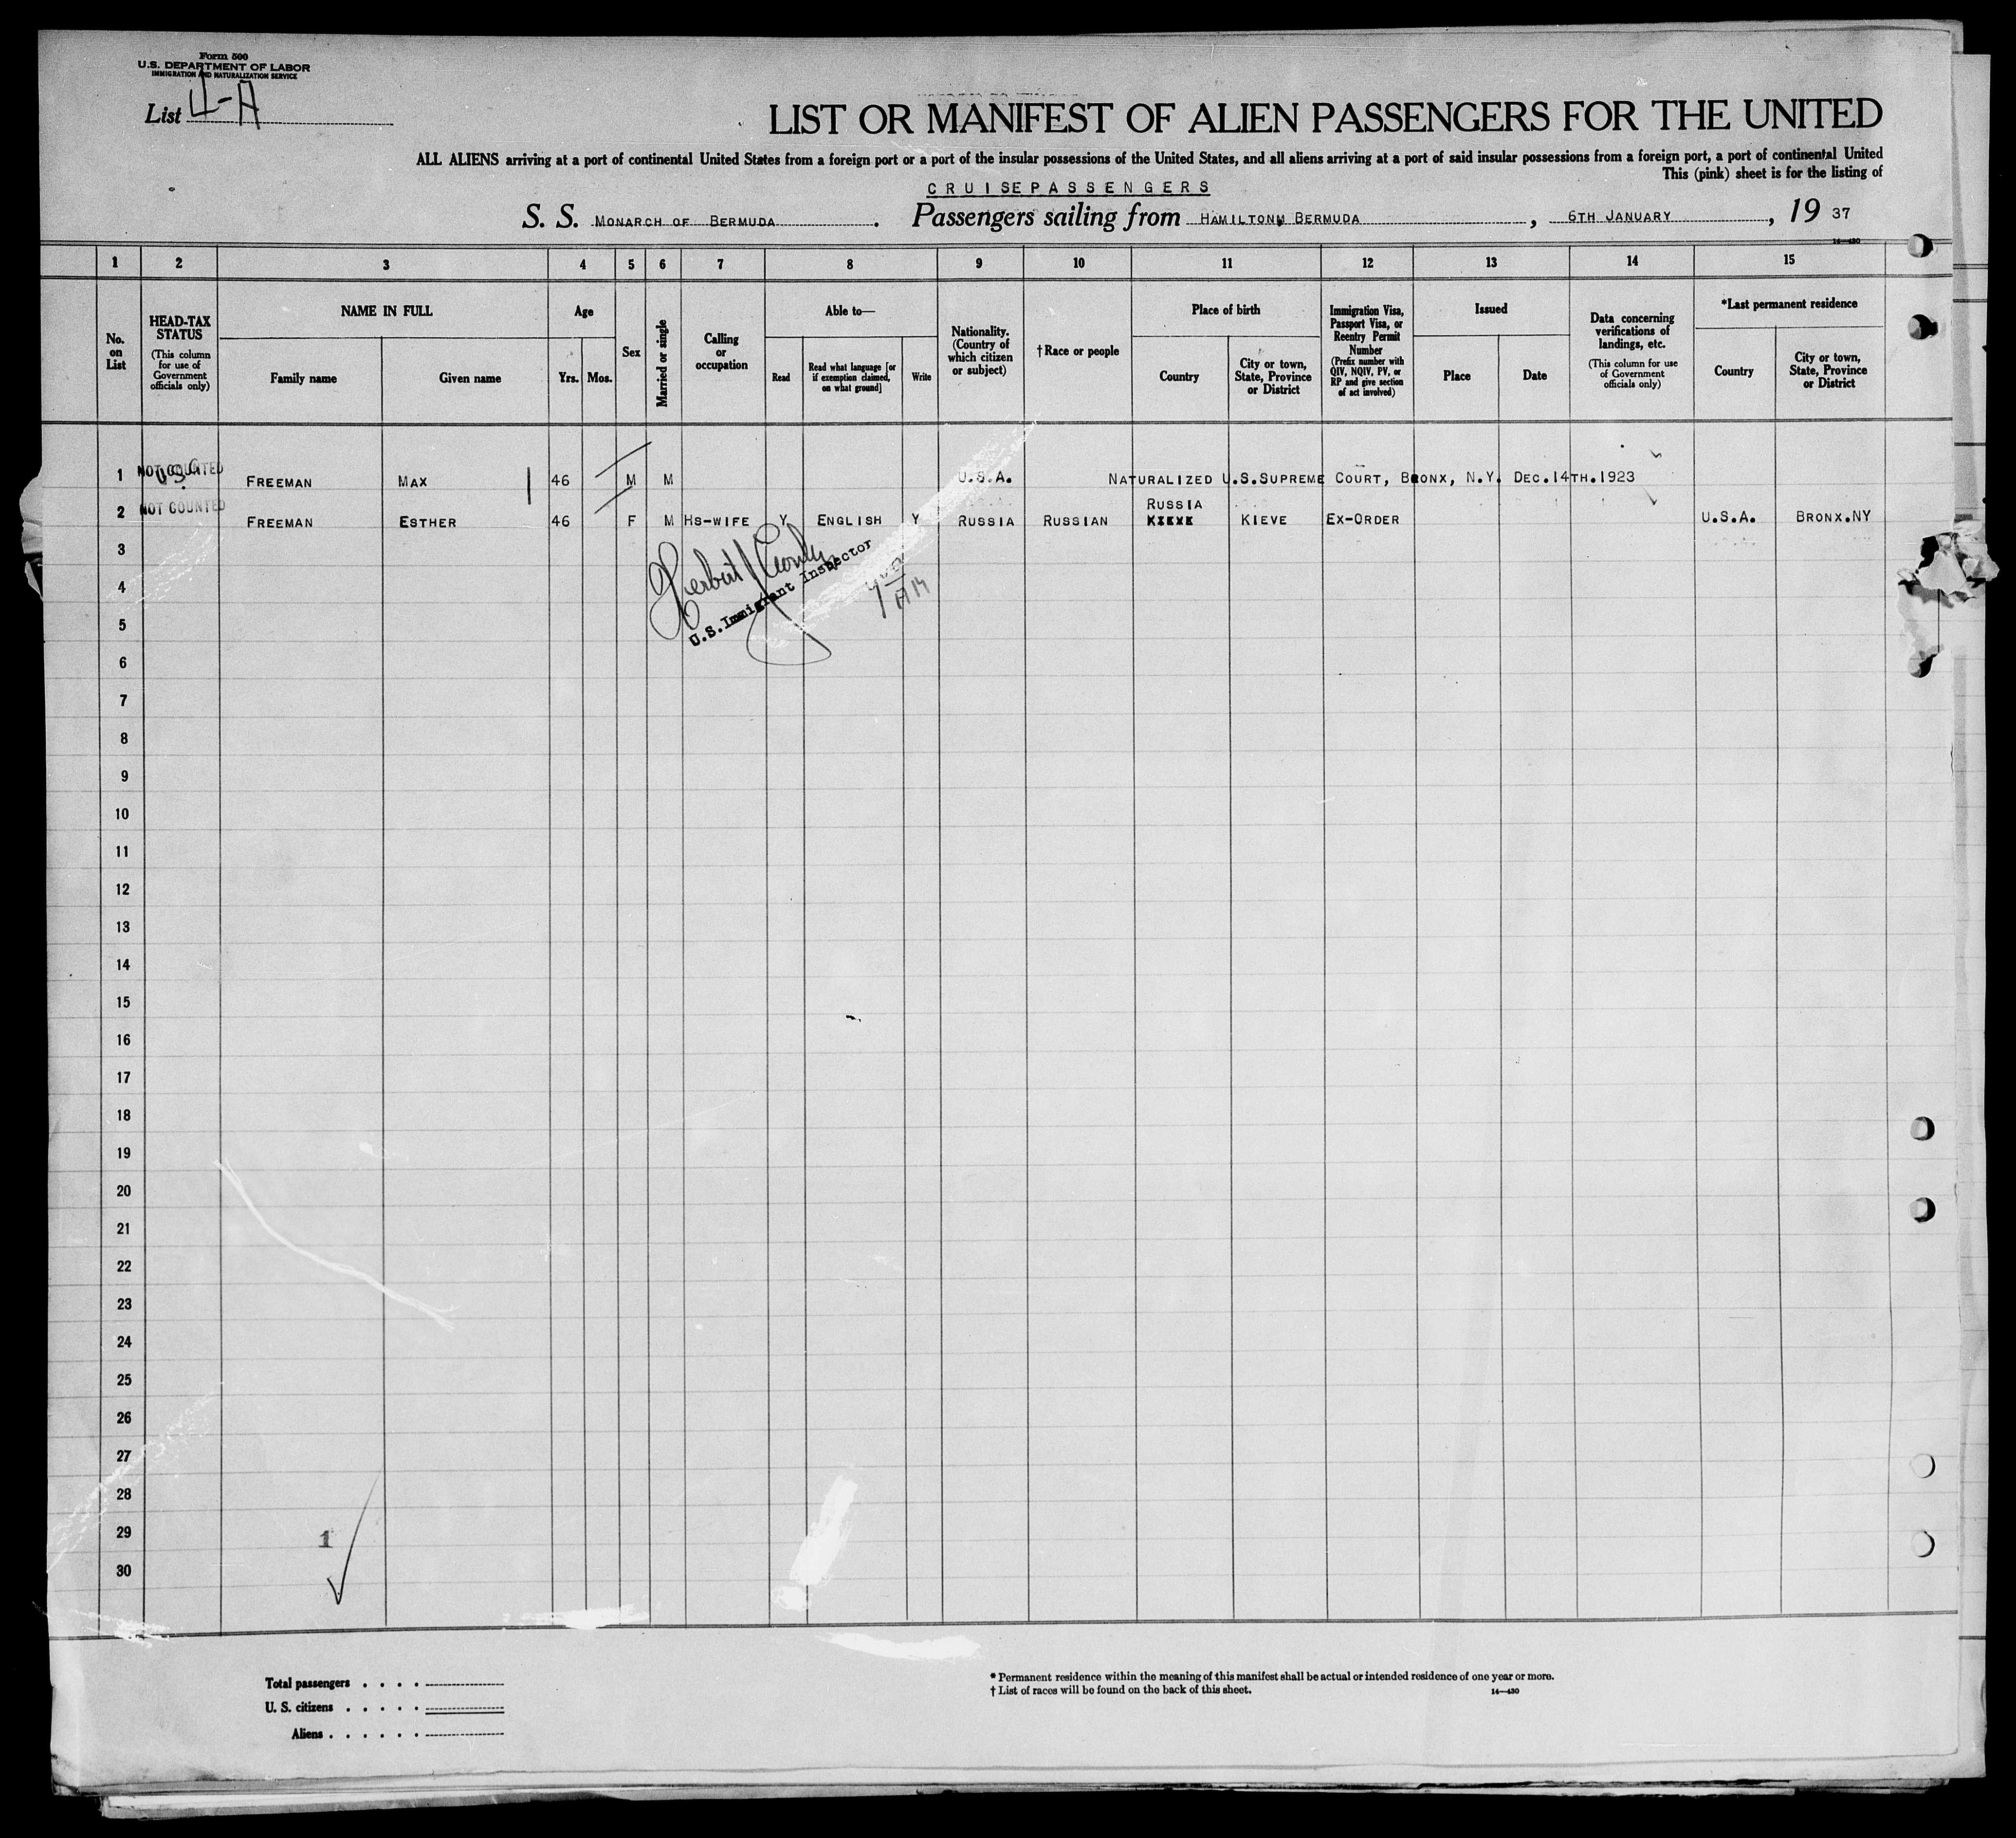 Form 500
U.S. DEPARTMENT OF LABOR
IMMIGRATION AND NATURALIZATION SERVICE
List 4-A
LIST OR MANIFEST OF ALIEN PASSENGERS FOR THE UNITED
ALL ALIENS arriving at a port of continental United States from a foreign port or a port of the insular possessions of the United States, and all aliens arriving at a port of said insular possessions from a foreign port, a port of continental United
This (pink) sheet is for the listing of
CRUISEPASSENGERS
S. S. MONARCH OF BERMUDA. Passengers sailing from HAMILTON, BERMUDA, 6TH JANUARY, 19 37
14—430
1 2 3 4 5 6 7 8 9 10 11 12 13 14 15
No. on List
HEAD-TAX STATUS
(This column for use of Government officials only)
NAME IN FULL
Family name
Given name
Age
Yrs.
Mos.
Sex
Married or single
Calling or occupation
Able to—
Read
Read what language [or if exemption claimed, on what ground]
Write
Nationality. (Country of which citizen or subject)
†Race or people
Place of birth
Country
City or town, State, Province or District
Immigration Visa, Passport Visa, or Reentry Permit Number
(Prefix number with QIV, NQIV, PV, or RP and give section of act involved)
Issued
Place
Date
Data concerning verifications of landings, etc.
(This column for use of Government officials only)
*Last permanent residence
Country
City or town, State, Province or District
1 NOT COUNTED USC FREEMAN MAX 46 M M U.S.A. NATURALIZED U.S.SUPREME COURT, BRONX, N.Y. DEC.14TH.1923
RUSSIA
2 NOT COUNTED FREEMAN ESTHER 46 F M HS-WIFE Y ENGLISH Y RUSSIA RUSSIAN KIEVE EX-ORDER U.S.A. BRONX.NY
U.S. Immigrant Inspector
AM
3
4
5
6
7
8
9
10
11
12
13
14
15
16
17
18
19
20
21
22
23
24
25
26
27
28
29
30
1
Total passengers . . . .
U. S. citizens . . . . .
Aliens . . . . . .
* Permanent residence within the meaning of this manifest shall be actual or intended residence of one year or more.
† List of races will be found on the back of this sheet.
14—430